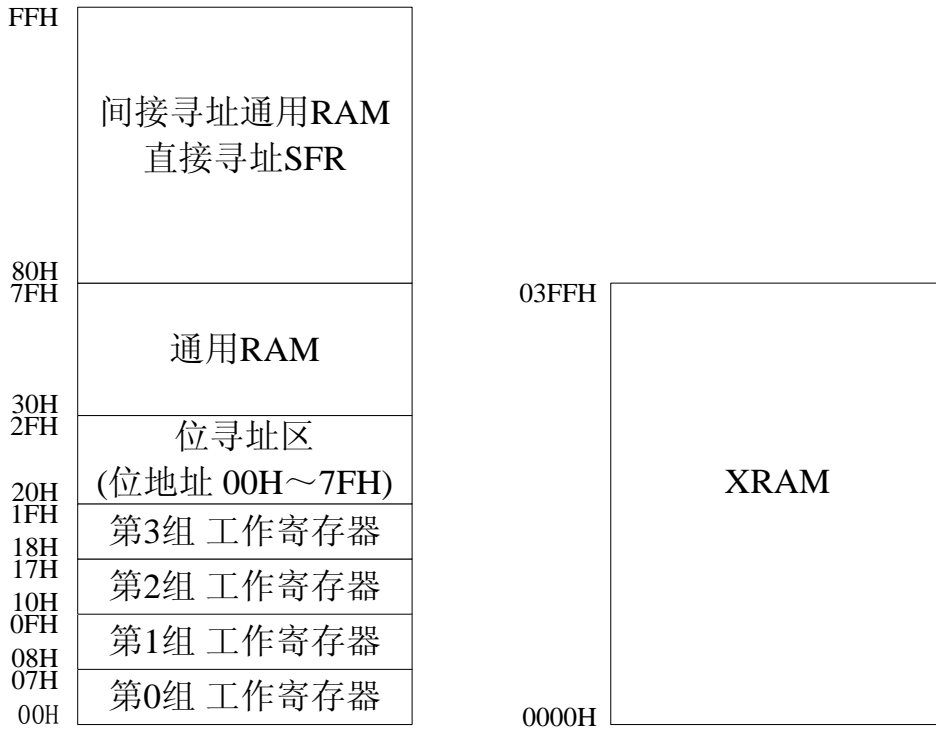 FFH
间接寻址通用RAM
直接寻址SFR
80H
7FH
通用RAM
30H
2FH
位寻址区
(位地址 00H～7FH)
20H
1FH
第3组 工作寄存器
18H
17H
第2组 工作寄存器
10H
0FH
第1组 工作寄存器
08H
07H
第0组 工作寄存器
00H
03FFH
XRAM
0000H